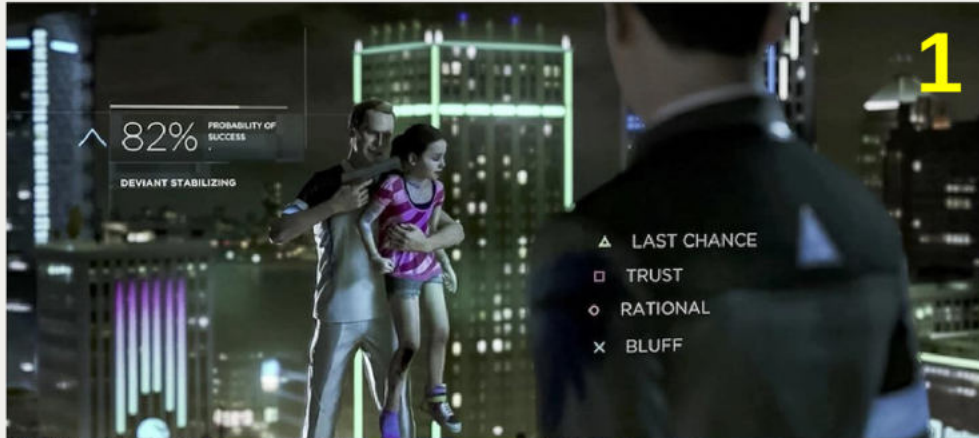 1
82%
PROBABILITY OF
SUCCESS
DEVIANT STABILIZING
△ LAST CHANCE
□ TRUST
○ RATIONAL
✕ BLUFF